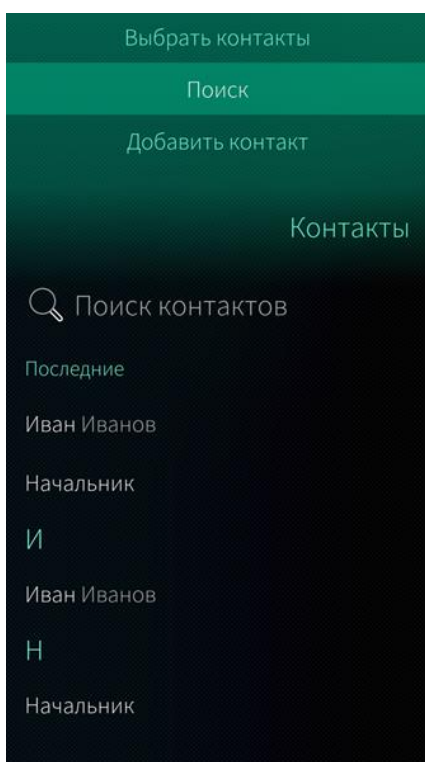 Выбрать контакты
Поиск
Добавить контакт
Контакты
Поиск контактов
Последние
Иван Иванов
Начальник
И
Иван Иванов
Н
Начальник